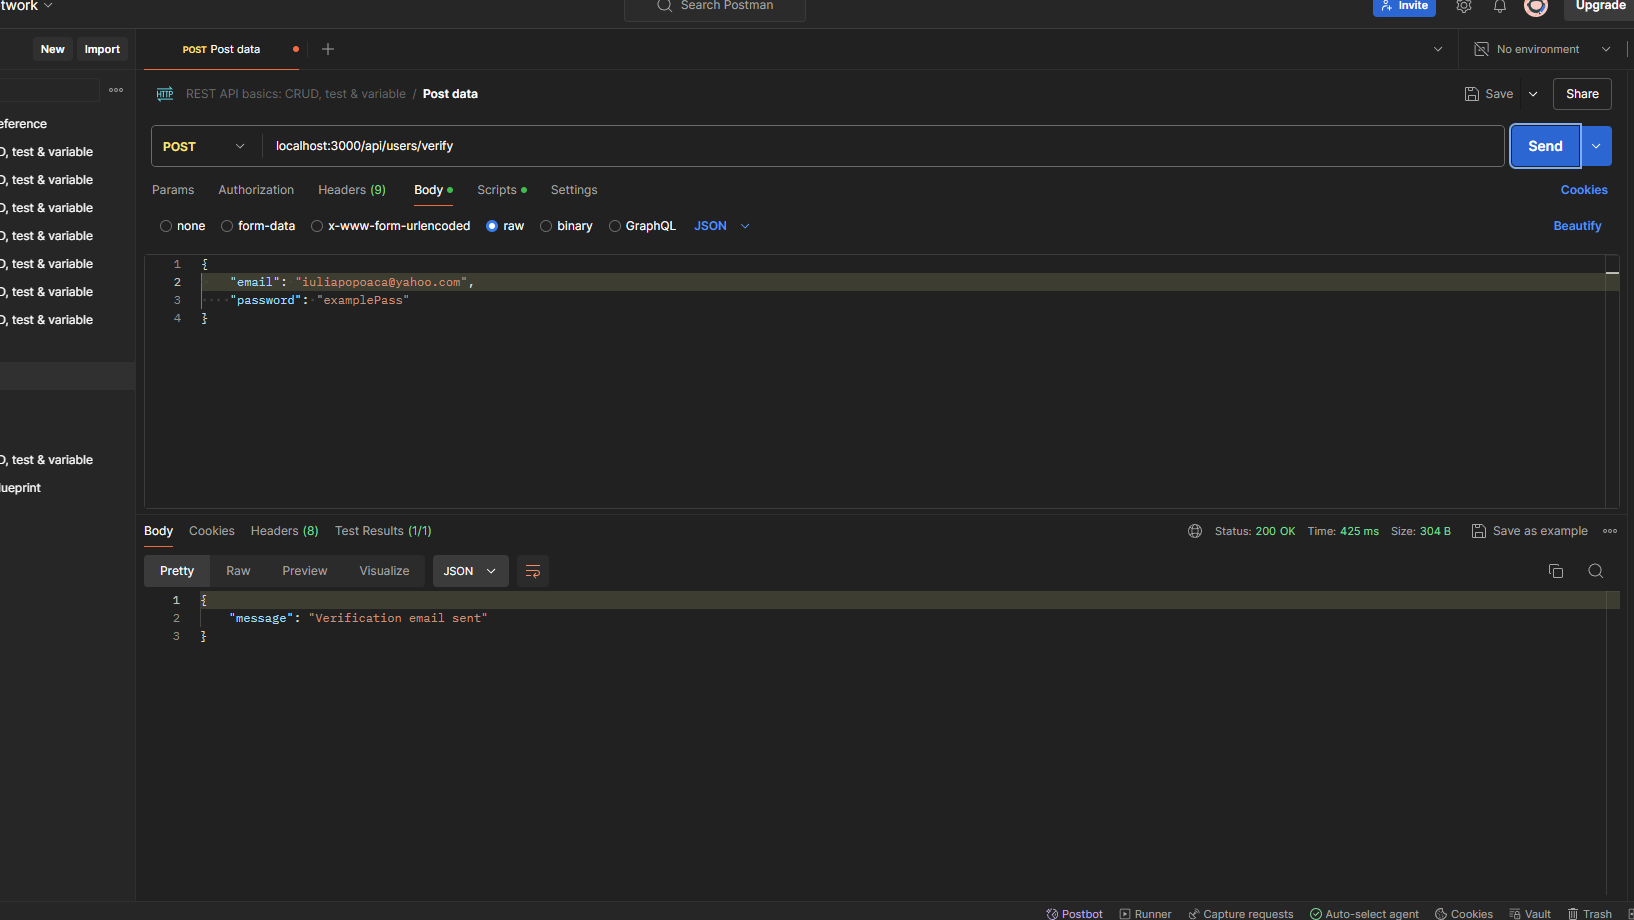 twork
Search Postman
Invite
Upgrade
New
Import
POST Post data
No environment
HTTP
REST API basics: CRUD, test & variable / Post data
Save
Share
eference
D, test & variable
D, test & variable
D, test & variable
D, test & variable
D, test & variable
D, test & variable
D, test & variable
D, test & variable
ueprint
POST
localhost:3000/api/users/verify
Send
Params
Authorization
Headers (9)
Body
Scripts
Settings
Cookies
none
form-data
x-www-form-urlencoded
raw
binary
GraphQL
JSON
Beautify
1 {
2 "email": "iuliapopoaca@yahoo.com",
3 "password": "examplePass"
4 }
Body
Cookies
Headers (8)
Test Results (1/1)
Status: 200 OK
Time: 425 ms
Size: 304 B
Save as example
Pretty
Raw
Preview
Visualize
JSON
1 {
2 "message": "Verification email sent"
3 }
Postbot
Runner
Capture requests
Auto-select agent
Cookies
Vault
Trash